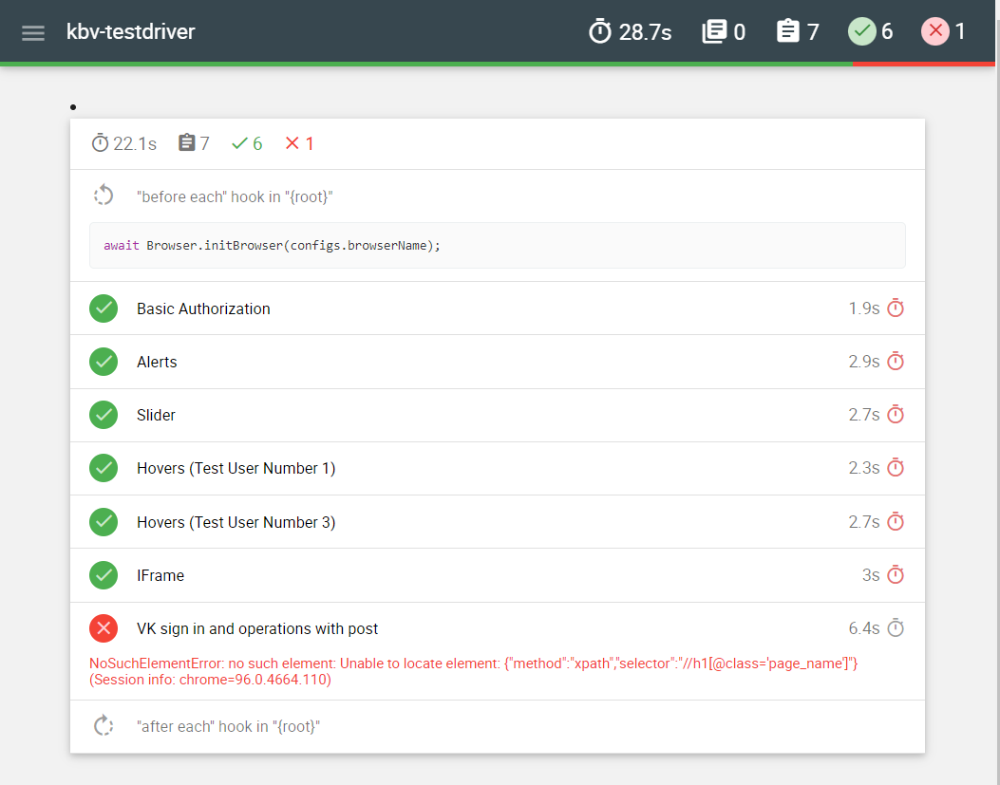 kbv-testdriver 28.7s 0 7 6 1
22.1s 7 6 1
"before each" hook in "{root}"
await Browser.initBrowser(configs.browserName);
Basic Authorization 1.9s
Alerts 2.9s
Slider 2.7s
Hovers (Test User Number 1) 2.3s
Hovers (Test User Number 3) 2.7s
IFrame 3s
VK sign in and operations with post 6.4s
NoSuchElementError: no such element: Unable to locate element: {"method":"xpath","selector":"//h1[@class='page_name']"}
(Session info: chrome=96.0.4664.110)
"after each" hook in "{root}"